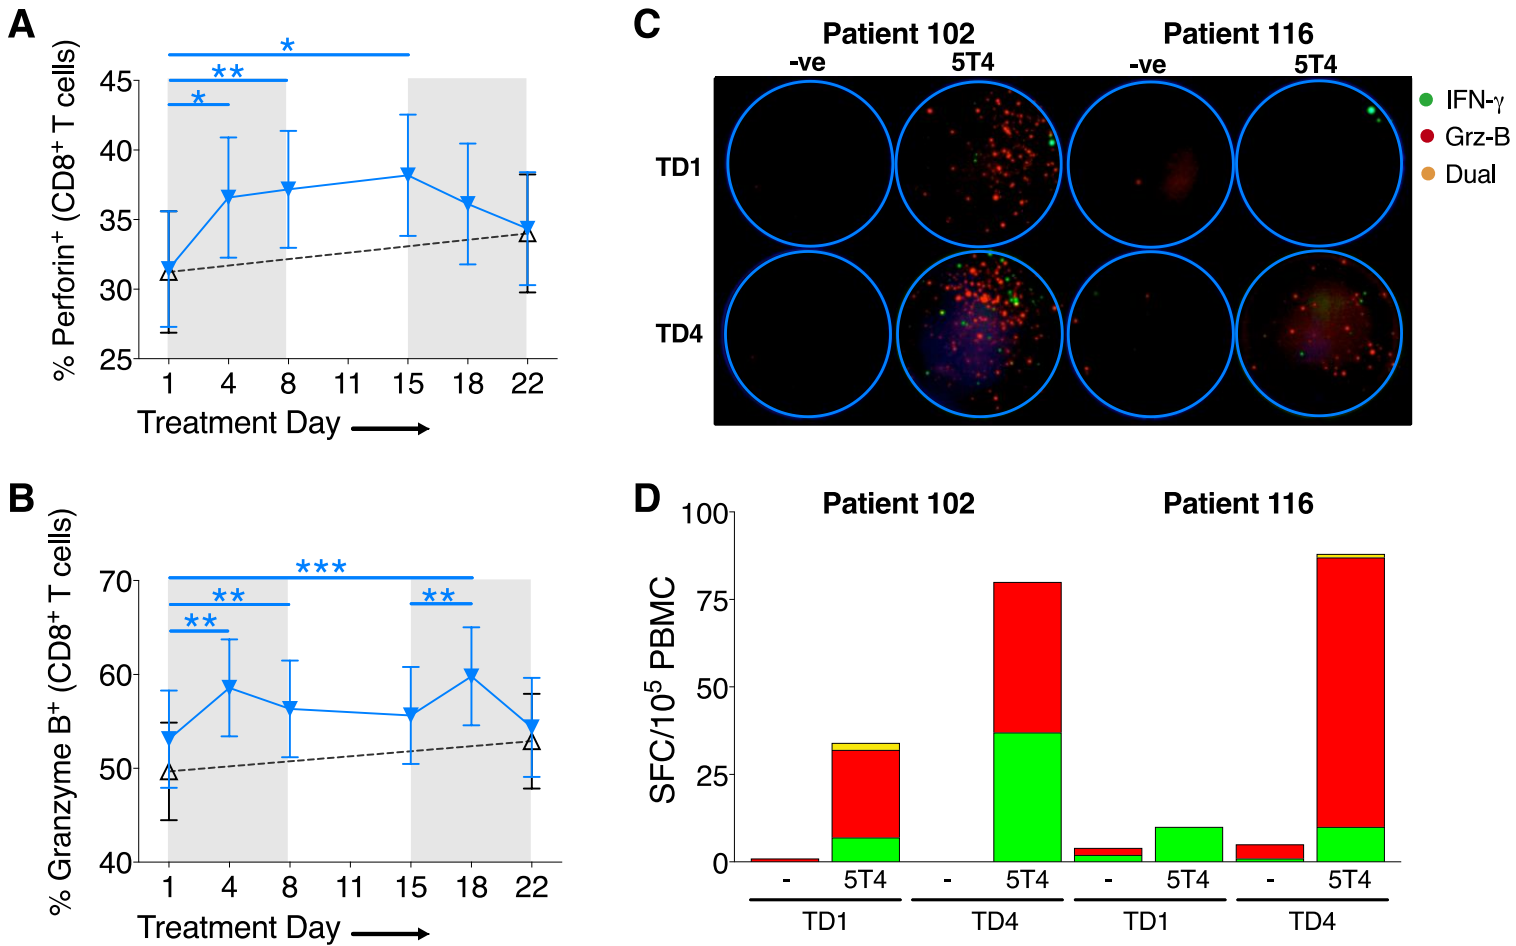 A
% Perforin⁺ (CD8⁺ T cells)
*
**
*
45
40
35
30
25
1 4 8 11 15 18 22
Treatment Day
B
% Granzyme B⁺ (CD8⁺ T cells)
***
**
**
**
70
60
50
40
1 4 8 11 15 18 22
Treatment Day
C
Patient 102 Patient 116
-ve 5T4 -ve 5T4
TD1
TD4
IFN-γ
Grz-B
Dual
D
Patient 102 Patient 116
SFC/10⁵ PBMC
100
75
50
25
0
- 5T4 - 5T4 - 5T4 - 5T4
TD1 TD4 TD1 TD4